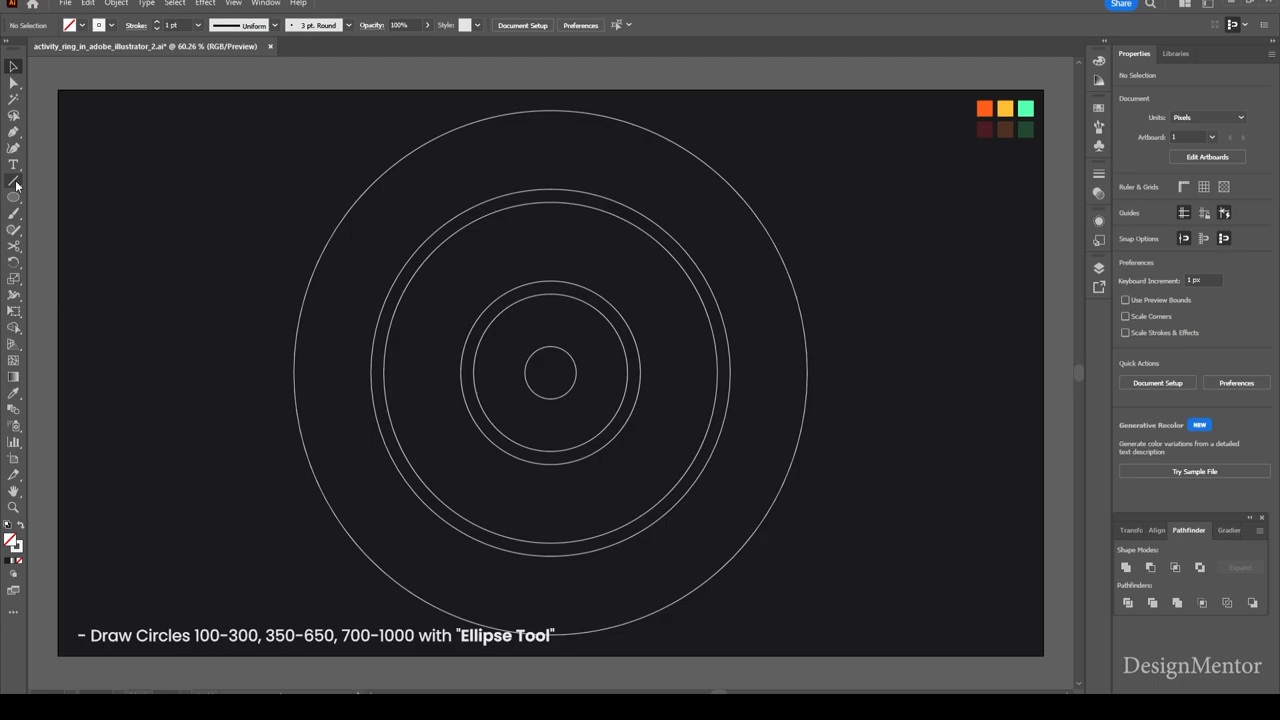 File Edit Object Type Select Effect View Window Help
Share
No Selection
Stroke: 1 pt Uniform 3 pt. Round Opacity: 100% Style: Document Setup Preferences
activity_ring_in_adobe_illustrator_2.ai* @ 60.26 % (RGB/Preview)
Properties Libraries
No Selection
Document
Units: Pixels
Artboard: 1
Edit Artboards
Ruler & Grids
Guides
Snap Options
Preferences
Keyboard Increment: 1 px
Use Preview Bounds
Scale Corners
Scale Strokes & Effects
Quick Actions
Document Setup Preferences
Generative Recolor NEW
Generate color variations from a detailed
text description
Try Sample File
Transfo Align Pathfinder Gradier
Shape Modes:
Expand
Pathfinders:
- Draw Circles 100-300, 350-650, 700-1000 with "Ellipse Tool"
DesignMentor